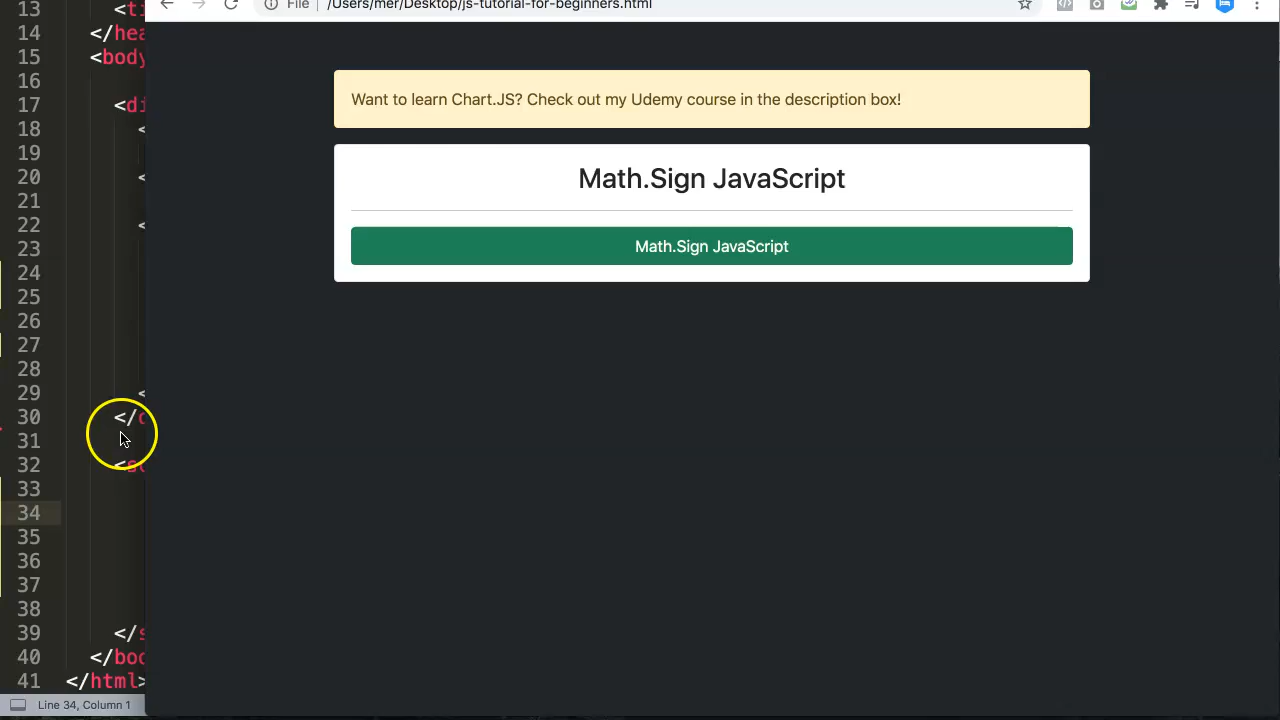 File
/Users/mer/Desktop/js-tutorial-for-beginners.html
Want to learn Chart.JS? Check out my Udemy course in the description box!
Math.Sign JavaScript
Math.Sign JavaScript
13 <ti
14 </hea
15 <body
16
17 <di
18 <
19
20 <
21
22 <
23
24
25
26
27
28
29 <
30 </d
31
32 <sc
33
34
35
36
37
38
39 </s
40 </bod
41 </html>
Line 34, Column 1